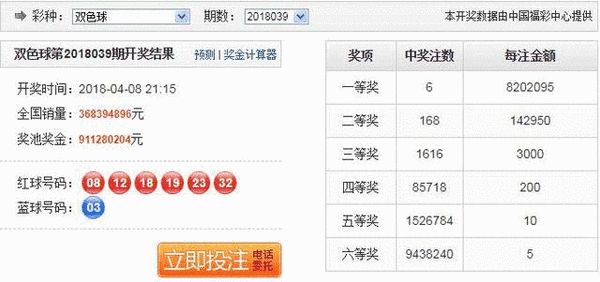 彩种：双色球 期数：2018039 本开奖数据由中国福彩中心提供
双色球第2018039期开奖结果 预测 | 奖金计算器
开奖时间：2018-04-08 21:15
全国销量：368394896元
奖池奖金：911280204元
红球号码：08 12 18 19 23 32
蓝球号码：03
立即投注 电话委托
奖项 中奖注数 每注金额
一等奖 6 8202095
二等奖 168 142950
三等奖 1616 3000
四等奖 85718 200
五等奖 1526784 10
六等奖 9438240 5